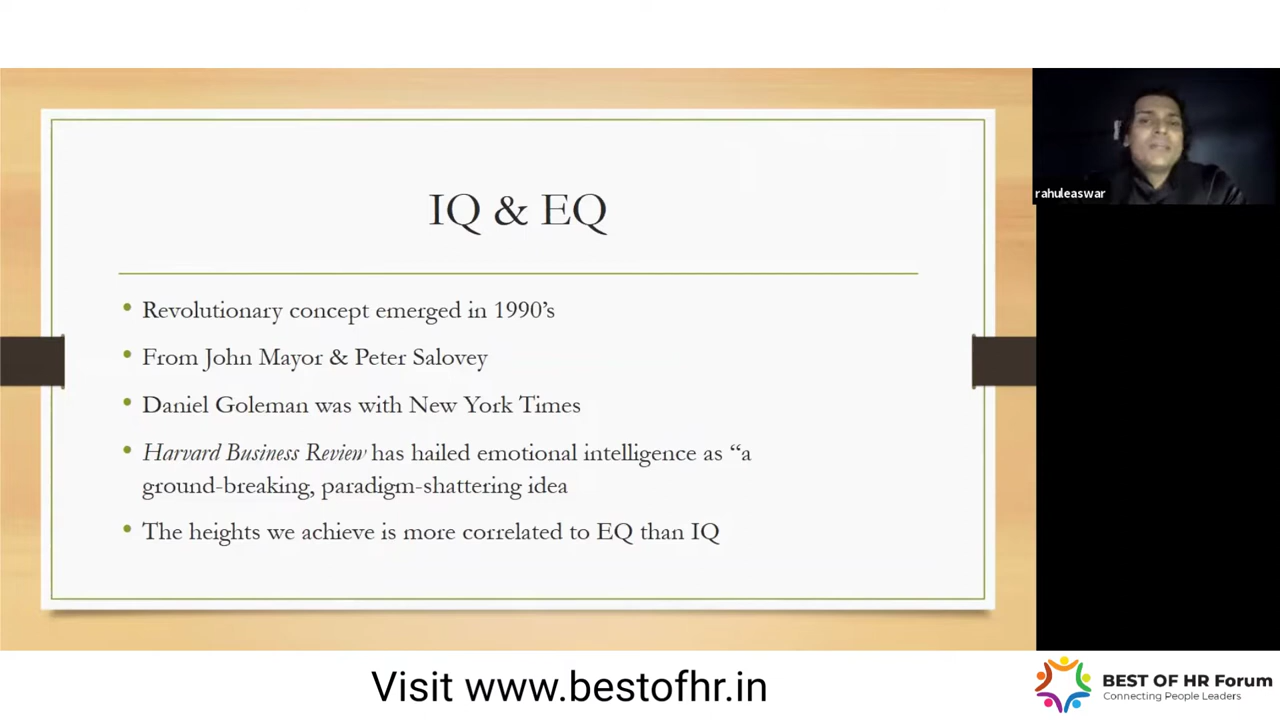 IQ & EQ
• Revolutionary concept emerged in 1990’s
• From John Mayor & Peter Salovey
• Daniel Goleman was with New York Times
• Harvard Business Review has hailed emotional intelligence as “a
ground-breaking, paradigm-shattering idea
• The heights we achieve is more correlated to EQ than IQ
rahuleaswar
Visit www.bestofhr.in
BEST OF HR Forum
Connecting People Leaders